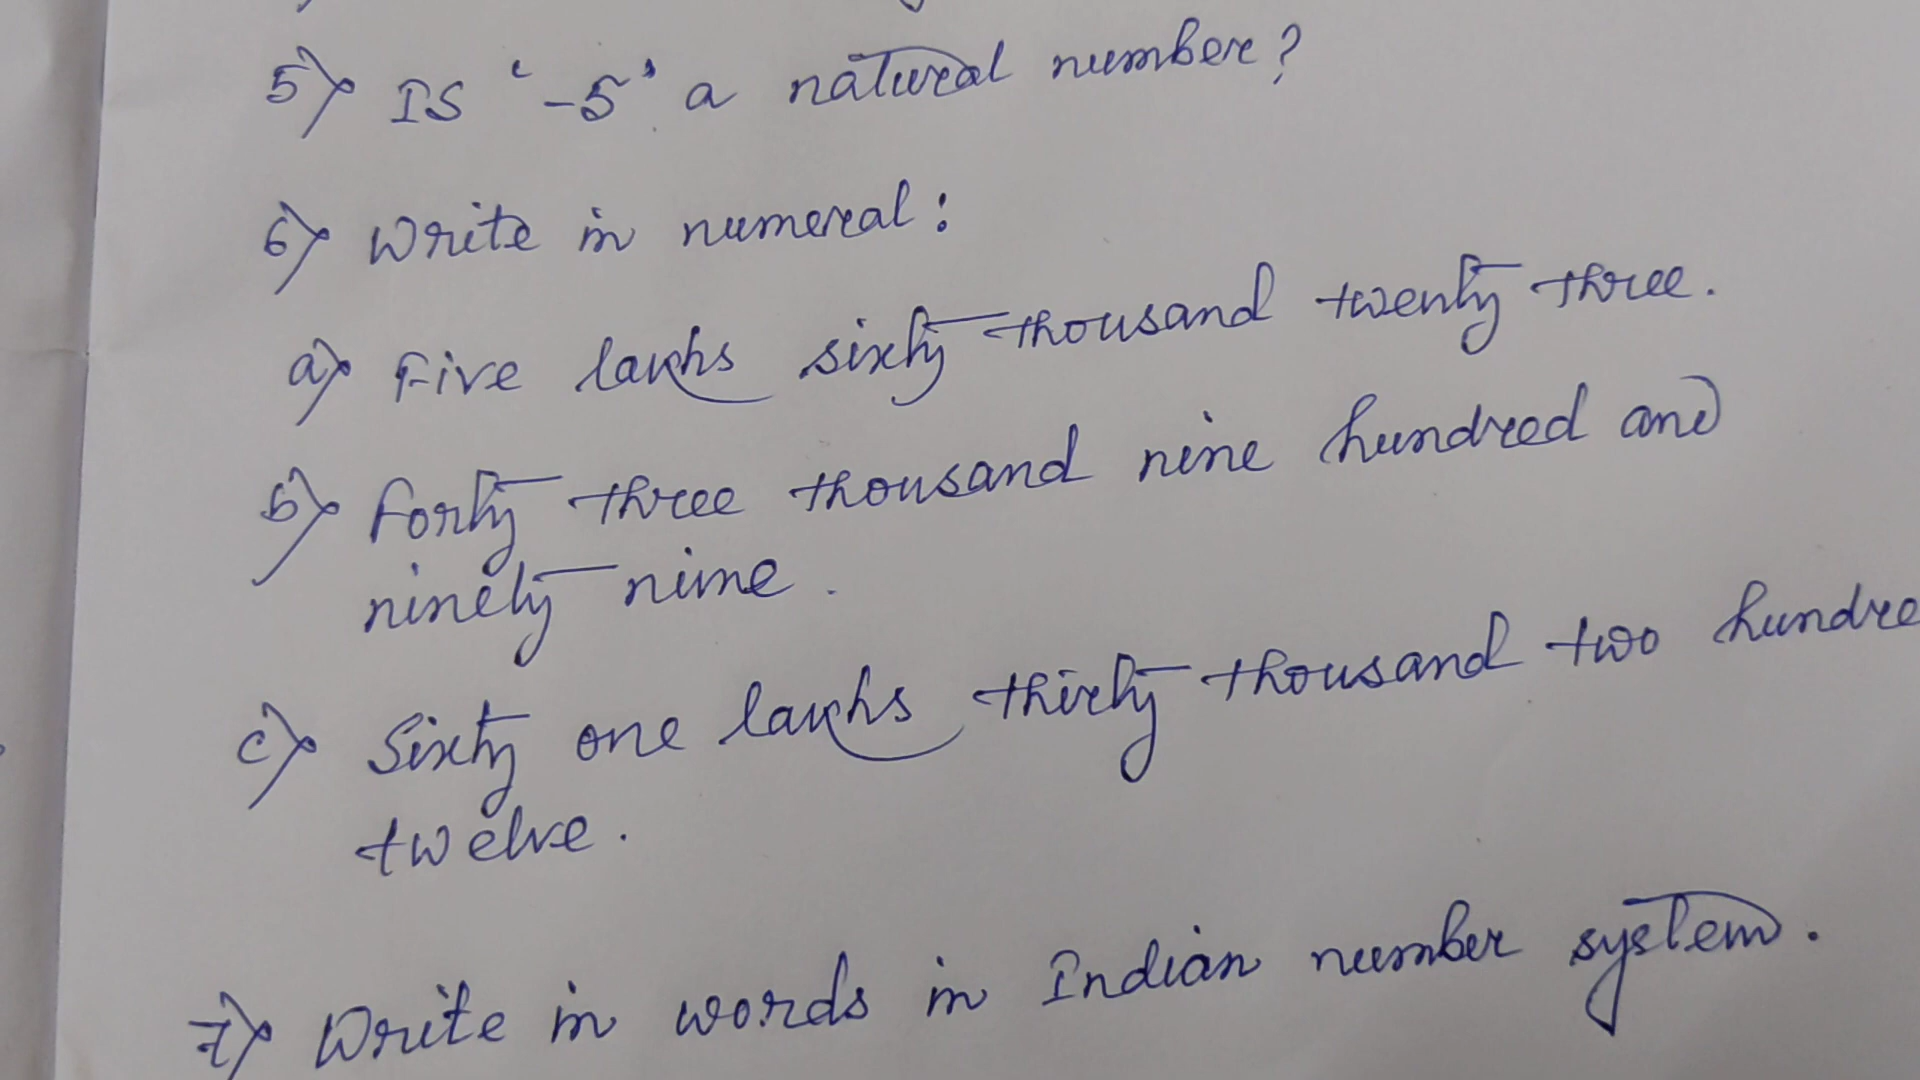 5) IS '-5' a natural number?
6) Write in numeral:
a) Five lakhs sixty thousand twenty three.
b) Forty three thousand nine hundred and
ninety nine.
c) Sixty one lakhs thirty thousand two hundre
twelve.
7) Write in words in Indian number system.